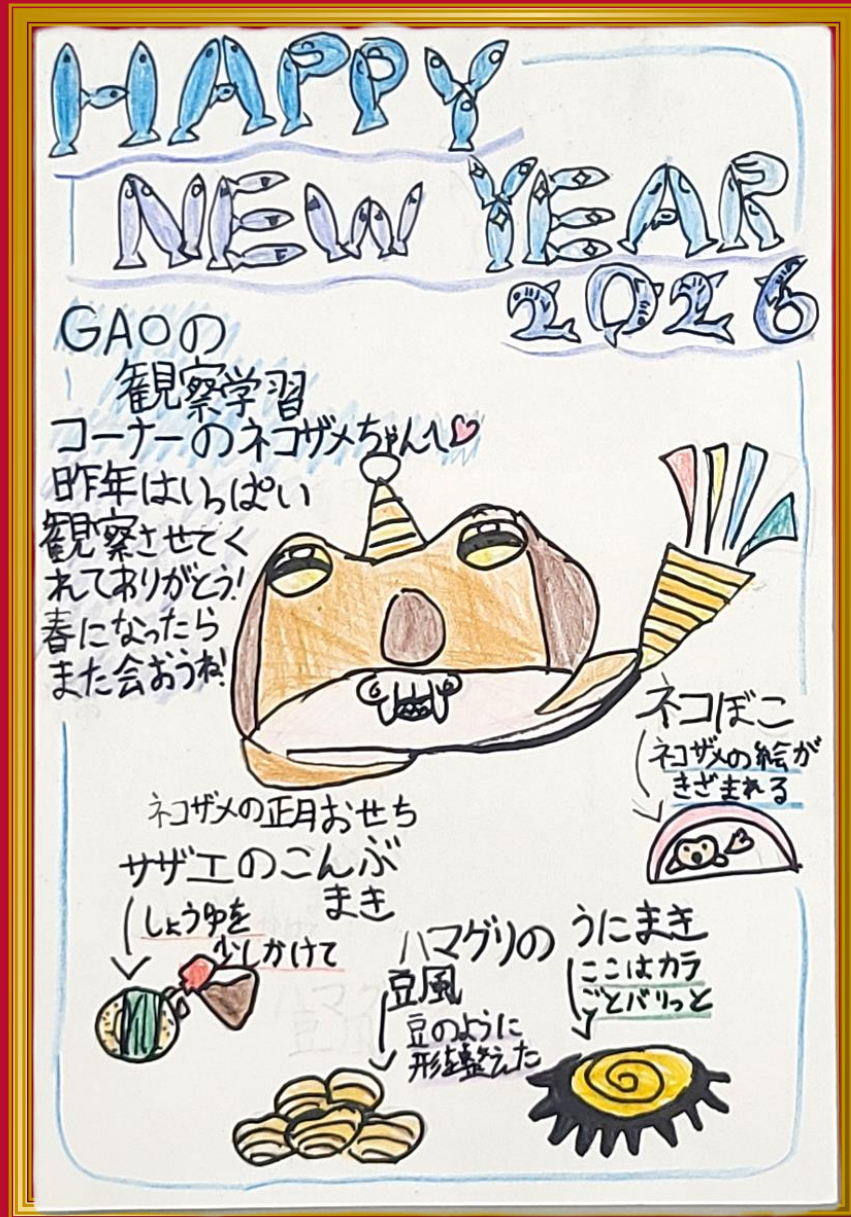 HAPPY
NEW YEAR
2026
GAOの
観察学習
コーナーのネコザメちゃんへ♡
昨年はいっぱい
観察させてく
れてありがとう!
春になったら
また会おうね!
ネコぼこ
ネコザメの絵が
きざまれる
ネコザメの正月おせち
サザエのこんぶ
まき
しょうゆを
少しかけて
ハマグリの
豆風
豆のように
形を整えた
うにまき
ここはカラ
ごとバリっと